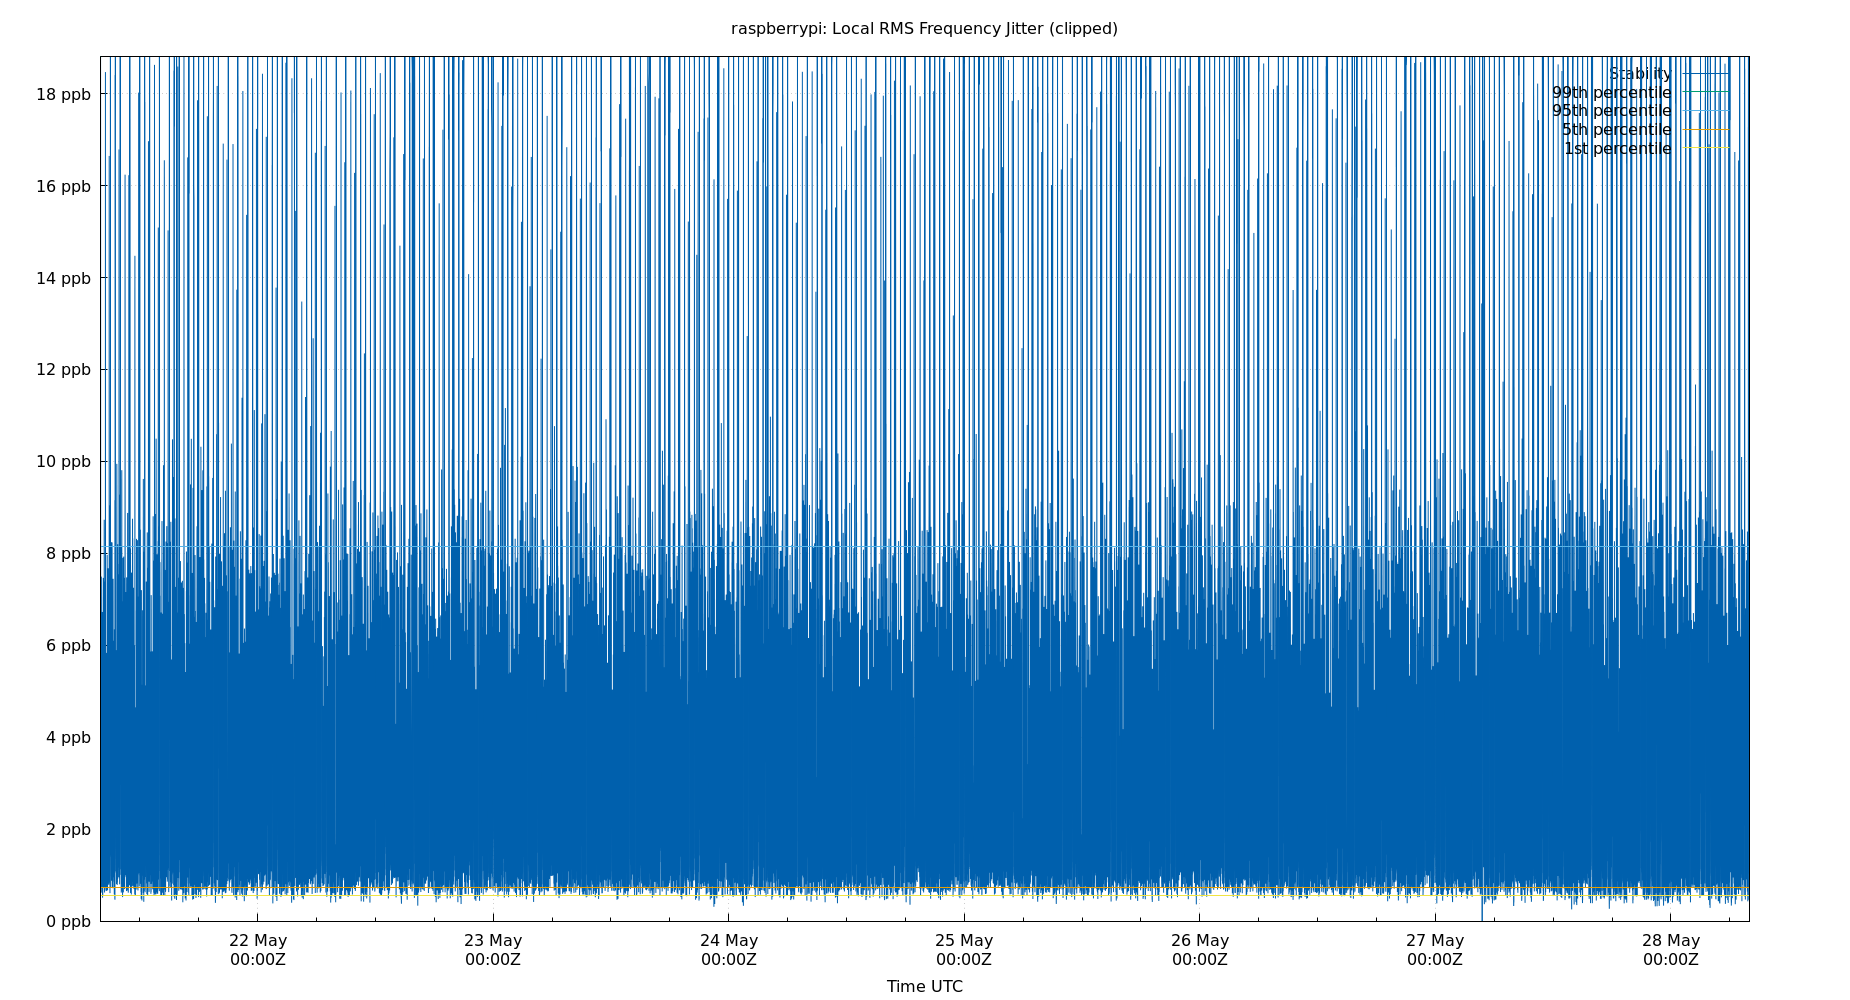 raspberrypi: Local RMS Frequency Jitter (clipped)
18 ppb
16 ppb
14 ppb
12 ppb
10 ppb
8 ppb
6 ppb
4 ppb
2 ppb
0 ppb
Stability
99th percentile
95th percentile
5th percentile
1st percentile
22 May
00:00Z
23 May
00:00Z
24 May
00:00Z
25 May
00:00Z
26 May
00:00Z
27 May
00:00Z
28 May
00:00Z
Time UTC